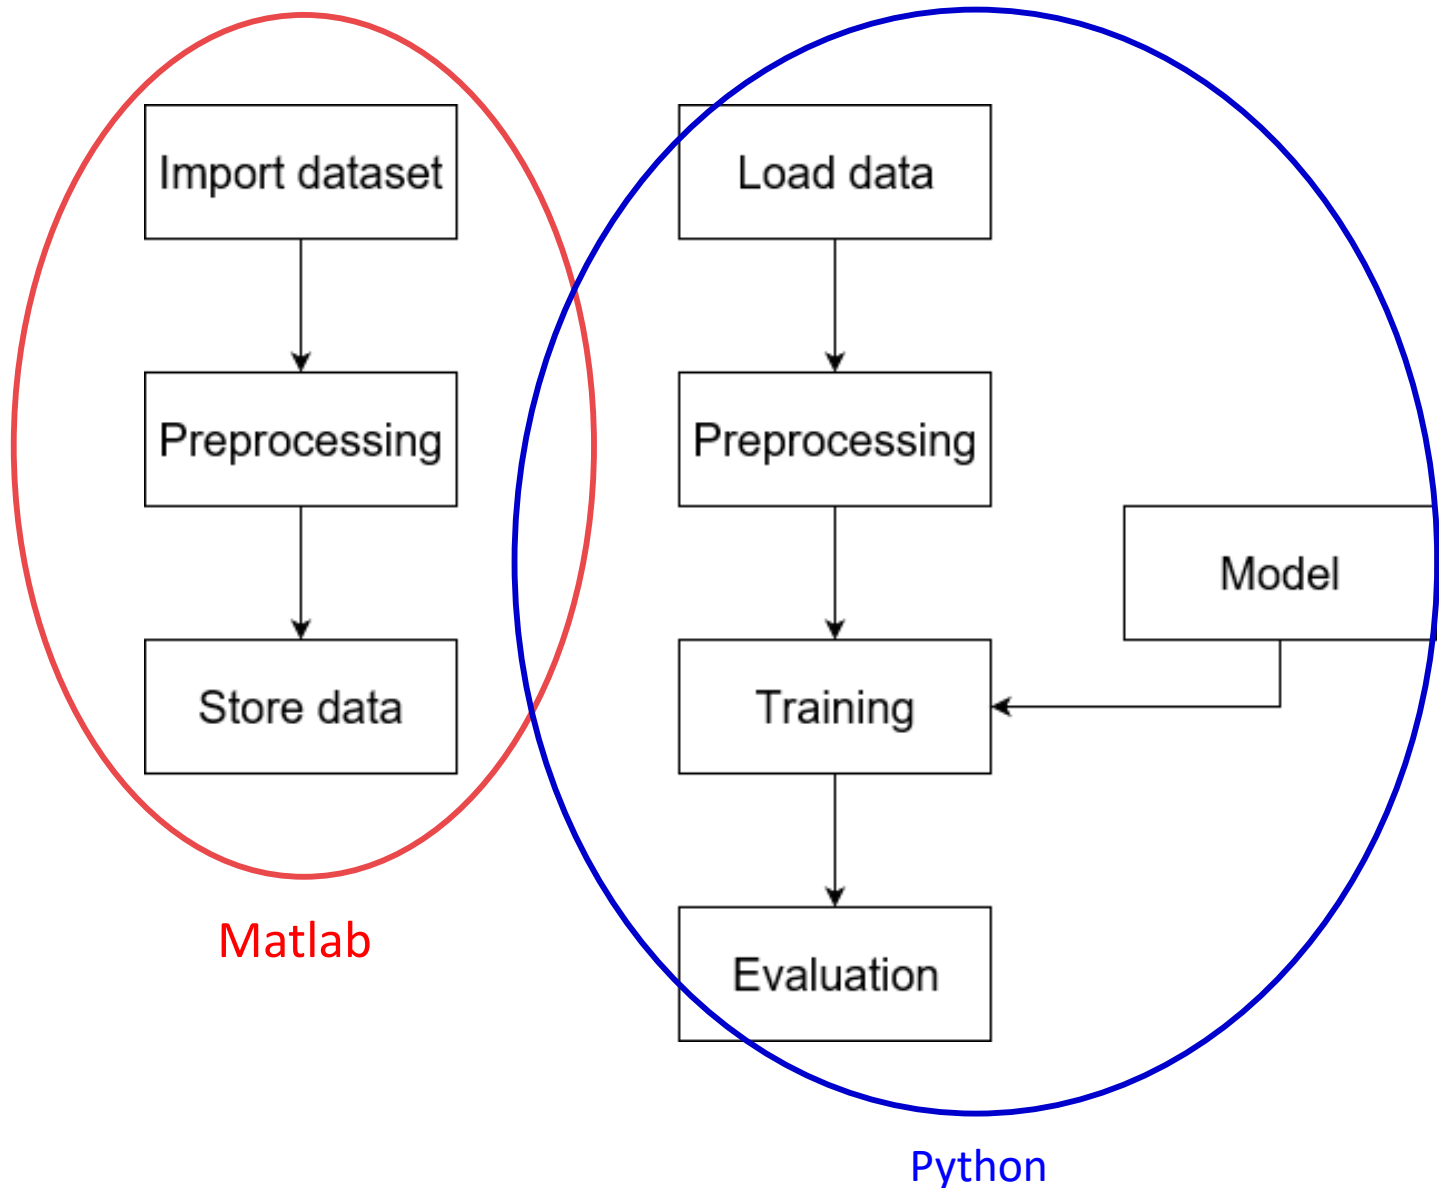 Import dataset
Preprocessing
Store data
Matlab
Load data
Preprocessing
Model
Training
Evaluation
Python